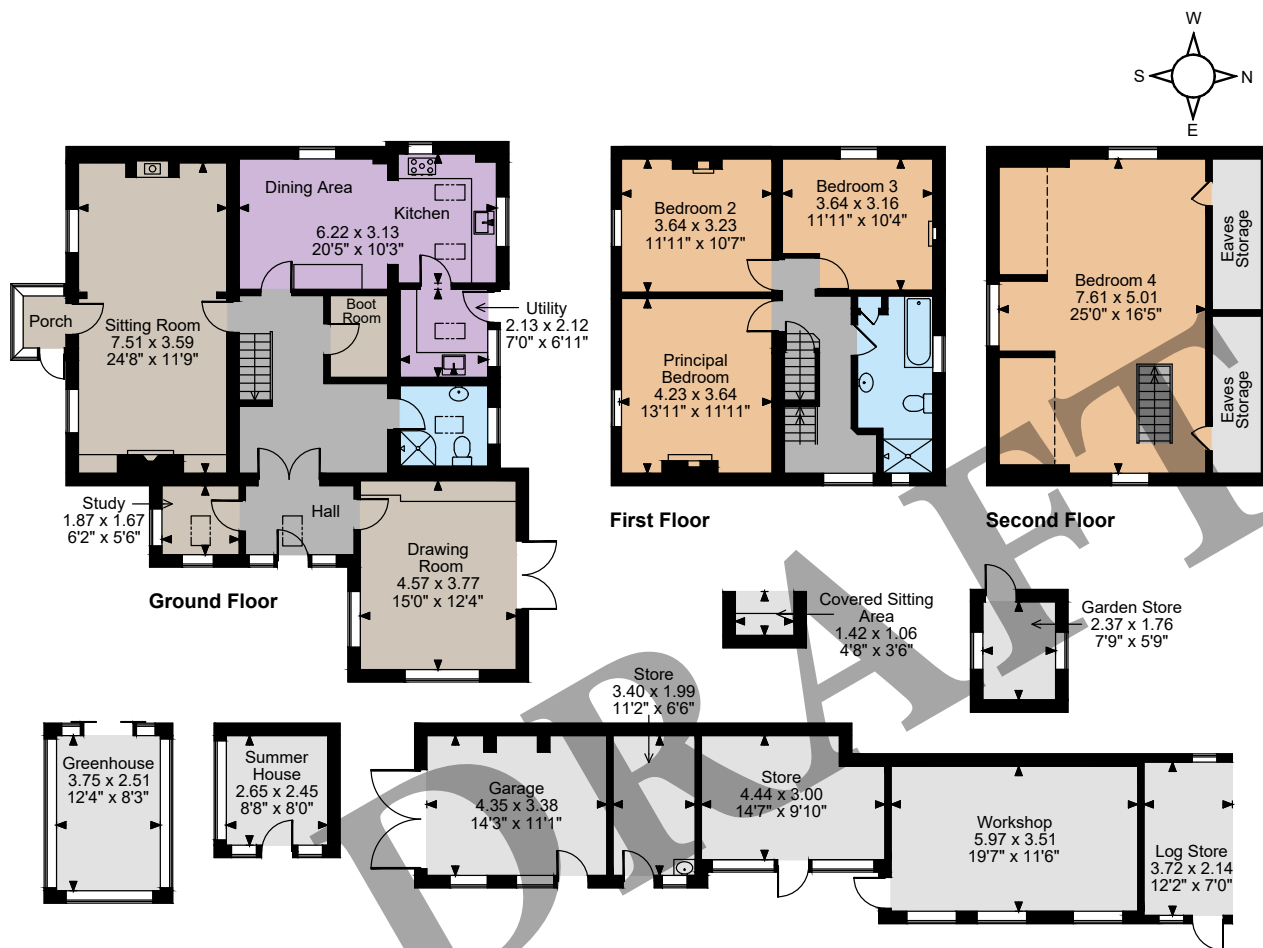 W
S
N
E
Dining Area
Kitchen
6.22 x 3.13
20'5" x 10'3"
Porch
Sitting Room
7.51 x 3.59
24'8" x 11'9"
Boot
Room
Utility
2.13 x 2.12
7'0" x 6'11"
Study
1.87 x 1.67
6'2" x 5'6"
Hall
Drawing
Room
4.57 x 3.77
15'0" x 12'4"
Ground Floor
Bedroom 2
3.64 x 3.23
11'11" x 10'7"
Bedroom 3
3.64 x 3.16
11'11" x 10'4"
Principal
Bedroom
4.23 x 3.64
13'11" x 11'11"
First Floor
Bedroom 4
7.61 x 5.01
25'0" x 16'5"
Eaves
Storage
Eaves
Storage
Second Floor
Covered Sitting
Area
1.42 x 1.06
4'8" x 3'6"
Garden Store
2.37 x 1.76
7'9" x 5'9"
Greenhouse
3.75 x 2.51
12'4" x 8'3"
Summer
House
2.65 x 2.45
8'8" x 8'0"
Garage
4.35 x 3.38
14'3" x 11'1"
Store
3.40 x 1.99
11'2" x 6'6"
Store
4.44 x 3.00
14'7" x 9'10"
Workshop
5.97 x 3.51
19'7" x 11'6"
Log Store
3.72 x 2.14
12'2" x 7'0"
DRAFT